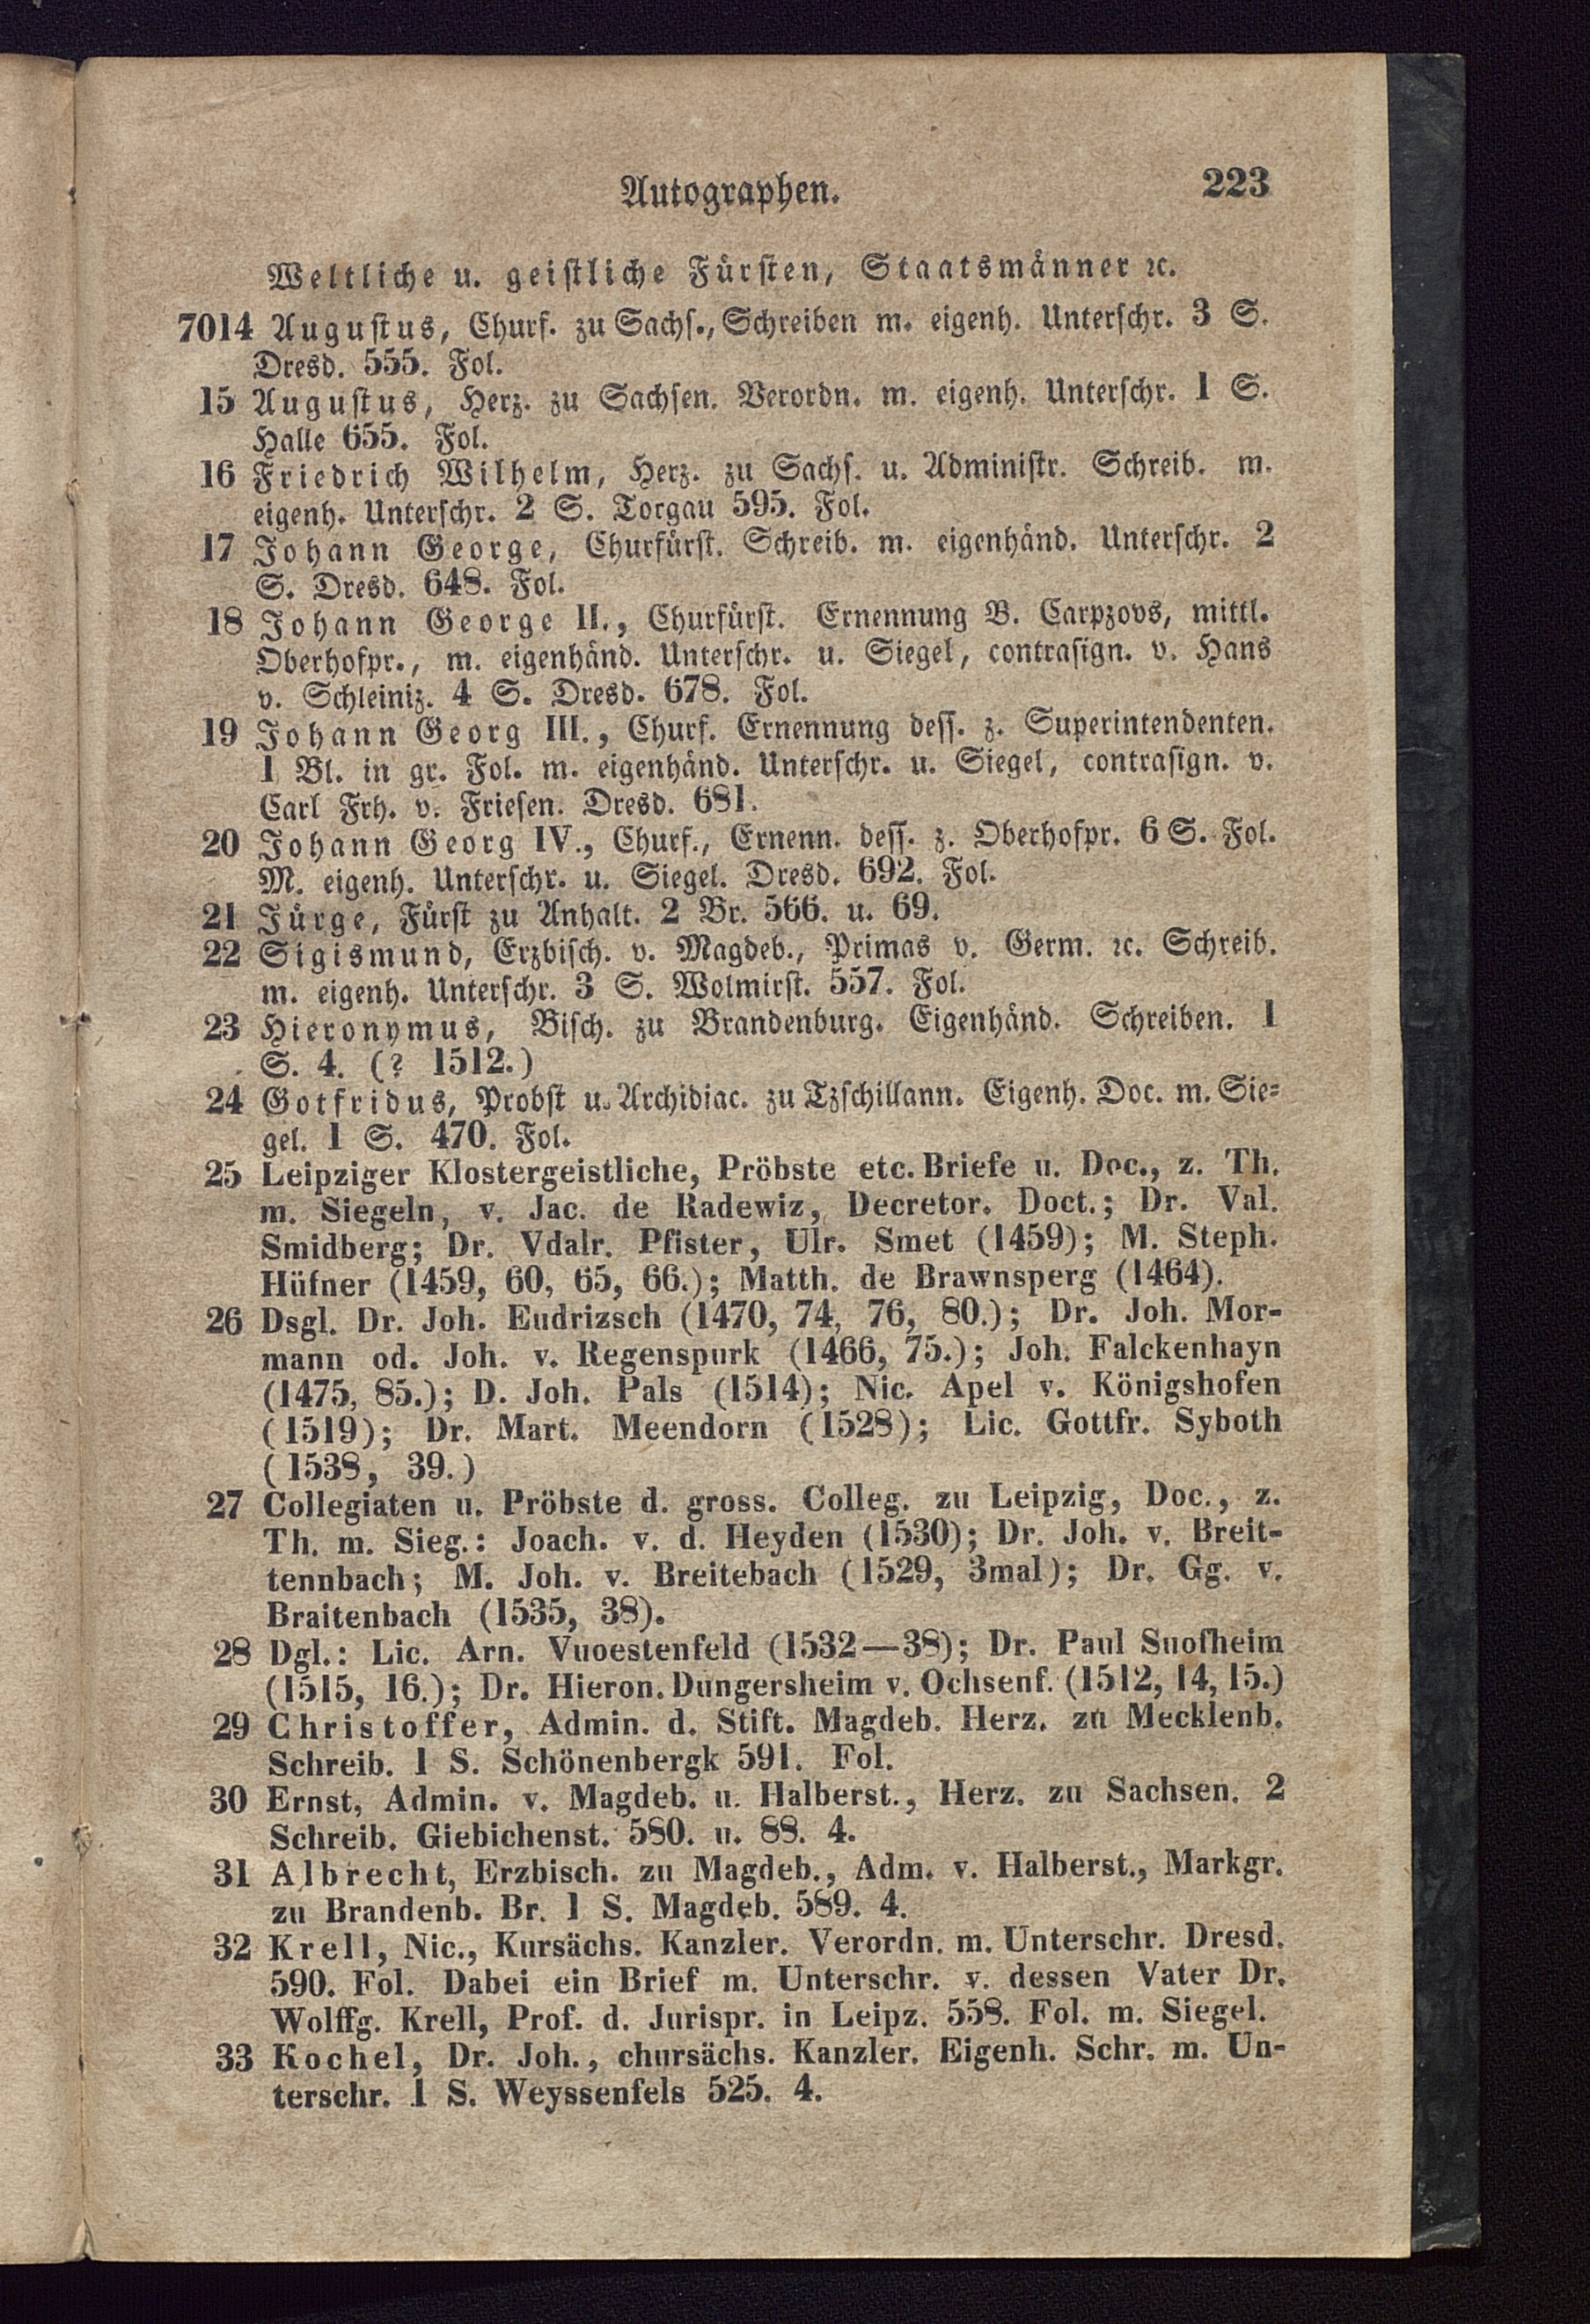 Autographen.
223
Weltliche u. geistliche Fürsten, Staatsmänner ꝛc.
7014 Augustus, Churf. zu Sachs., Schreiben m. eigenh. Unterschr. 3 S.
Dresd. 555. Fol.
15 Augustus, Herz. zu Sachsen. Verordn. m. eigenh. Unterschr. 1 S.
Halle 655. Fol.
16 Friedrich Wilhelm, Herz. zu Sachs. u. Administr. Schreib. m.
eigenh. Unterschr. 2 S. Torgau 595. Fol.
17 Johann George, Churfürst. Schreib. m. eigenhänd. Unterschr. 2
S. Dresd. 648. Fol.
18 Johann George II., Churfürst. Ernennung B. Carpzovs, mittl.
Oberhofpr., m. eigenhänd. Unterschr. u. Siegel, contrasign. v. Hans
v. Schleiniz. 4 S. Dresd. 678. Fol.
19 Johann Georg III., Churf. Ernennung dess. z. Superintendenten.
1 Bl. in gr. Fol. m. eigenhänd. Unterschr. u. Siegel, contrasign. v.
Carl Frh. v. Friesen. Dresd. 681.
20 Johann Georg IV., Churf., Ernenn. dess. z. Oberhofpr. 6 S. Fol.
M. eigenh. Unterschr. u. Siegel. Dresd. 692. Fol.
21 Jürge, Fürst zu Anhalt. 2 Br. 566. u. 69.
22 Sigismund, Erzbisch. v. Magdeb., Primas v. Germ. ꝛc. Schreib.
m. eigenh. Unterschr. 3 S. Wolmirst. 557. Fol.
23 Hieronymus, Bisch. zu Brandenburg. Eigenhänd. Schreiben. 1
S. 4. (? 1512.)
24 Gotfridus, Probst u. Archidiac. zu Tzschillann. Eigenh. Doc. m. Sie-
gel. 1 S. 470. Fol.
25 Leipziger Klostergeistliche, Pröbste etc. Briefe u. Doc., z. Th.
m. Siegeln, v. Jac. de Radewiz, Decretor. Doct.; Dr. Val.
Smidberg; Dr. Vdalr. Pfister, Ulr. Smet (1459); M. Steph.
Hüfner (1459, 60, 65, 66.); Matth. de Brawnsperg (1464).
26 Dsgl. Dr. Joh. Eudrizsch (1470, 74, 76, 80.); Dr. Joh. Mor-
mann od. Joh. v. Regenspurk (1466, 75.); Joh. Falckenhayn
(1475, 85.); D. Joh. Pals (1514); Nic. Apel v. Königshofen
(1519); Dr. Mart. Meendorn (1528); Lic. Gottfr. Syboth
(1538, 39.)
27 Collegiaten u. Pröbste d. gross. Colleg. zu Leipzig, Doc., z.
Th. m. Sieg.: Joach. v. d. Heyden (1530); Dr. Joh. v. Breit-
tennbach; M. Joh. v. Breitebach (1529, 3mal); Dr. Gg. v.
Braitenbach (1535, 38).
28 Dgl.: Lic. Arn. Vuoestenfeld (1532—38); Dr. Paul Suofheim
(1515, 16.); Dr. Hieron. Dungersheim v. Ochsenf. (1512, 14, 15.)
29 Christoffer, Admin. d. Stift. Magdeb. Herz. zu Mecklenb.
Schreib. 1 S. Schönenbergk 591. Fol.
30 Ernst, Admin. v. Magdeb. u. Halberst., Herz. zu Sachsen. 2
Schreib. Giebichenst. 580. u. 88. 4.
31 Albrecht, Erzbisch. zu Magdeb., Adm. v. Halberst., Markgr.
zu Brandenb. Br. 1 S. Magdeb. 589. 4.
32 Krell, Nic., Kursächs. Kanzler. Verordn. m. Unterschr. Dresd.
590. Fol. Dabei ein Brief m. Unterschr. v. dessen Vater Dr.
Wolffg. Krell, Prof. d. Jurispr. in Leipz. 558. Fol. m. Siegel.
33 Kochel, Dr. Joh., chursächs. Kanzler. Eigenh. Schr. m. Un-
terschr. 1 S. Weyssenfels 525. 4.